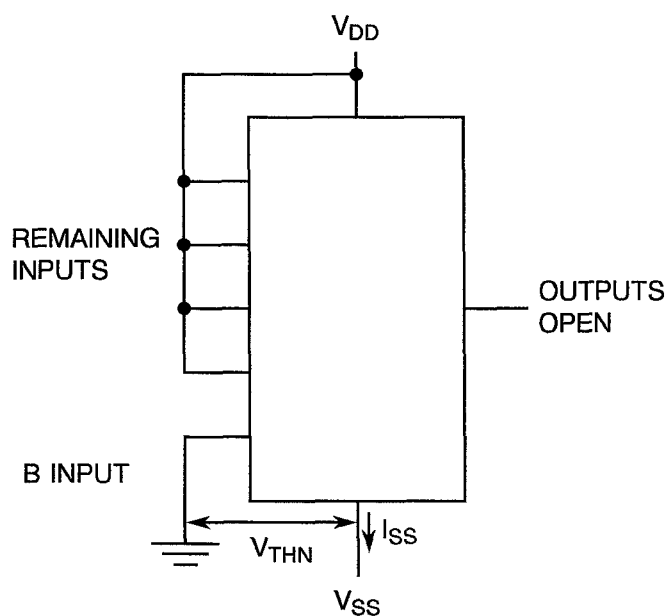 VDD
REMAINING
INPUTS
OUTPUTS
OPEN
B INPUT
ISS
VTHN
VSS